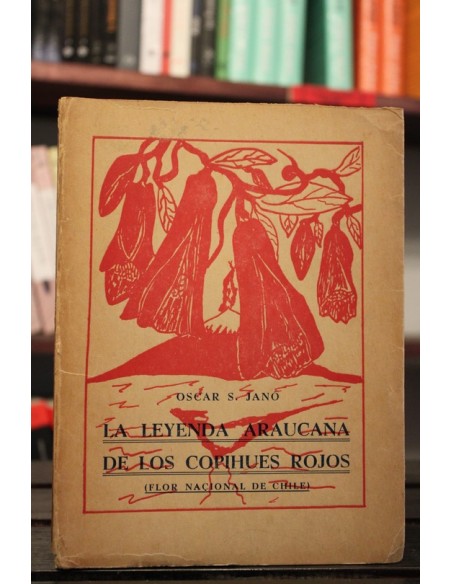 OSCAR S. JANÓ
LA LEYENDA ARAUCANA
DE LOS COPIHUES ROJOS
(FLOR NACIONAL DE CHILE)